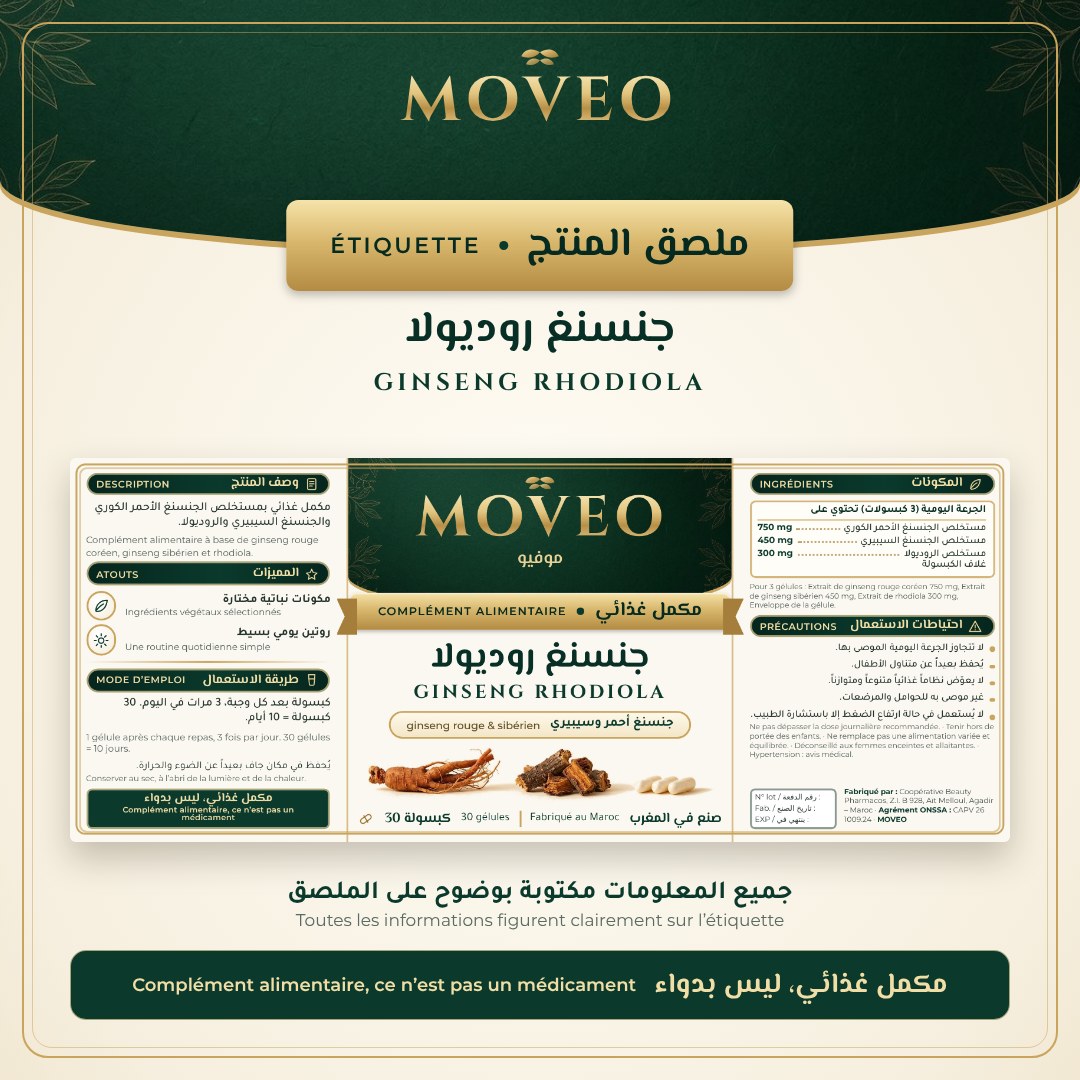 MOVEO
ÉTIQUETTE • ملصق المنتج
جنسنغ روديولا
GINSENG RHODIOLA
DESCRIPTION وصف المنتج
مكمل غذائي بمستخلص الجنسنغ الأحمر الكوري
والجنسنغ السيبيري والروديولا.
Complément alimentaire à base de ginseng rouge
coréen, ginseng sibérien et rhodiola.
ATOUTS المميزات
مكونات نباتية مختارة
Ingrédients végétaux sélectionnés
روتين يومي بسيط
Une routine quotidienne simple
MODE D'EMPLOI طريقة الاستعمال
كبسولة بعد كل وجبة، 3 مرات في اليوم. 30
كبسولة = 10 أيام.
1 gélule après chaque repas, 3 fois par jour. 30 gélules
= 10 jours.
يُحفظ في مكان جاف بعيداً عن الضوء والحرارة.
Conserver au sec, à l'abri de la lumière et de la chaleur.
مكمل غذائي، ليس بدواء
Complément alimentaire, ce n'est pas un
médicament
MOVEO
موفيو
COMPLÉMENT ALIMENTAIRE • مكمل غذائي
جنسنغ روديولا
GINSENG RHODIOLA
ginseng rouge & sibérien جنسنغ أحمر وسيبيري
30 كبسولة 30 gélules | Fabriqué au Maroc صنع في المغرب
INGRÉDIENTS المكونات
الجرعة اليومية (3 كبسولات) تحتوي على
مستخلص الجنسنغ الأحمر الكوري 750 mg
مستخلص الجنسنغ السيبيري 450 mg
مستخلص الروديولا 300 mg
غلاف الكبسولة
Pour 3 gélules : Extrait de ginseng rouge coréen 750 mg, Extrait
de ginseng sibérien 450 mg, Extrait de rhodiola 300 mg,
Enveloppe de la gélule.
PRÉCAUTIONS احتياطات الاستعمال
لا تتجاوز الجرعة اليومية الموصى بها.
يُحفظ بعيداً عن متناول الأطفال.
لا يعوّض نظاماً غذائياً متنوعاً ومتوازناً.
غير موصى به للحوامل والمرضعات.
لا يُستعمل في حالة ارتفاع الضغط إلا باستشارة الطبيب.
Ne pas dépasser la dose journalière recommandée. · Tenir hors de
portée des enfants. · Ne remplace pas une alimentation variée et
équilibrée. · Déconseillé aux femmes enceintes et allaitantes. ·
Hypertension : avis médical.
N° lot / رقم الدفعة :
Fab. / تاريخ الصنع :
EXP / ينتهي في :
Fabriqué par : Coopérative Beauty
Pharmacos, Z.I. B 928, Ait Melloul, Agadir
– Maroc · Agrément ONSSA : CAPV 26
1009.24 · MOVEO
جميع المعلومات مكتوبة بوضوح على الملصق
Toutes les informations figurent clairement sur l'étiquette
Complément alimentaire, ce n'est pas un médicament مكمل غذائي، ليس بدواء